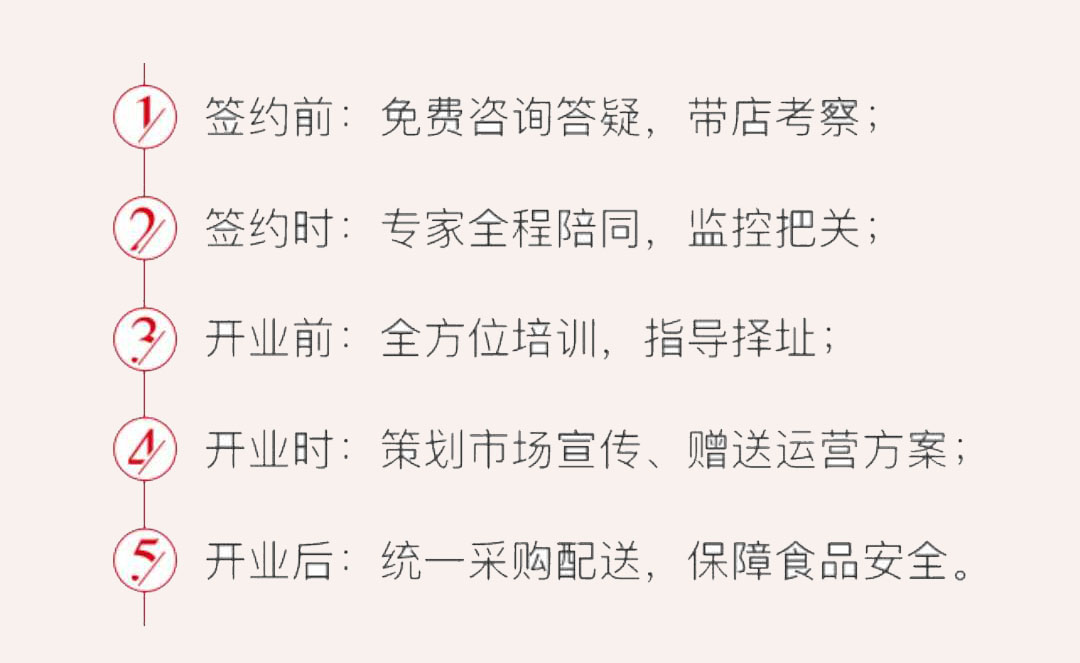 1 签约前：免费咨询答疑，带店考察；
2 签约时：专家全程陪同，监控把关；
3 开业前：全方位培训，指导择址；
4 开业时：策划市场宣传、赠送运营方案；
5 开业后：统一采购配送，保障食品安全。